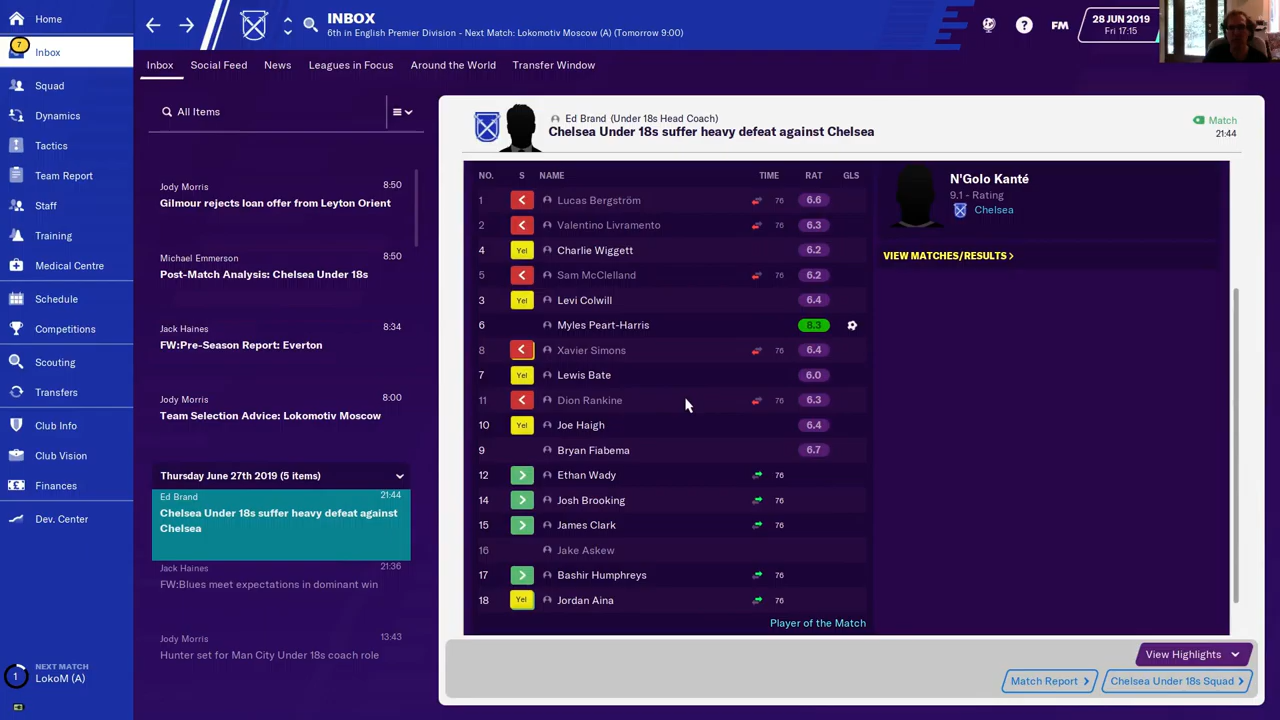 Home
INBOX
6th in English Premier Division - Next Match: Lokomotiv Moscow (A) (Tomorrow 9:00)
?
FM
28 JUN 2019
Fri 17:15
7
Inbox
Squad
Dynamics
Tactics
Team Report
Staff
Training
Medical Centre
Schedule
Competitions
Scouting
Transfers
Club Info
Club Vision
Finances
Dev. Center
1
NEXT MATCH
LokoM (A)
Inbox Social Feed News Leagues in Focus Around the World Transfer Window
All Items
Jody Morris 8:50
Gilmour rejects loan offer from Leyton Orient
Michael Emmerson 8:50
Post-Match Analysis: Chelsea Under 18s
Jack Haines 8:34
FW:Pre-Season Report: Everton
Jody Morris 8:00
Team Selection Advice: Lokomotiv Moscow
Thursday June 27th 2019 (5 items)
Ed Brand 21:44
Chelsea Under 18s suffer heavy defeat against
Chelsea
Jack Haines 21:36
FW:Blues meet expectations in dominant win
Jody Morris 13:43
Hunter set for Man City Under 18s coach role
Ed Brand (Under 18s Head Coach)
Chelsea Under 18s suffer heavy defeat against Chelsea
Match
21:44
NO. S NAME TIME RAT GLS
1 Lucas Bergström 76 6.6
2 Valentino Livramento 76 6.3
4 Yel Charlie Wiggett 6.2
5 Sam McClelland 76 6.2
3 Yel Levi Colwill 6.4
6 Myles Peart-Harris 8.3
8 Xavier Simons 76 6.4
7 Yel Lewis Bate 6.0
11 Dion Rankine 76 6.3
10 Yel Joe Haigh 6.4
9 Bryan Fiabema 6.7
12 Ethan Wady 76
14 Josh Brooking 76
15 James Clark 76
16 Jake Askew
17 Bashir Humphreys 76
18 Yel Jordan Aina 76
Player of the Match
N'Golo Kanté
9.1 - Rating
Chelsea
VIEW MATCHES/RESULTS >
View Highlights
Match Report >
Chelsea Under 18s Squad >